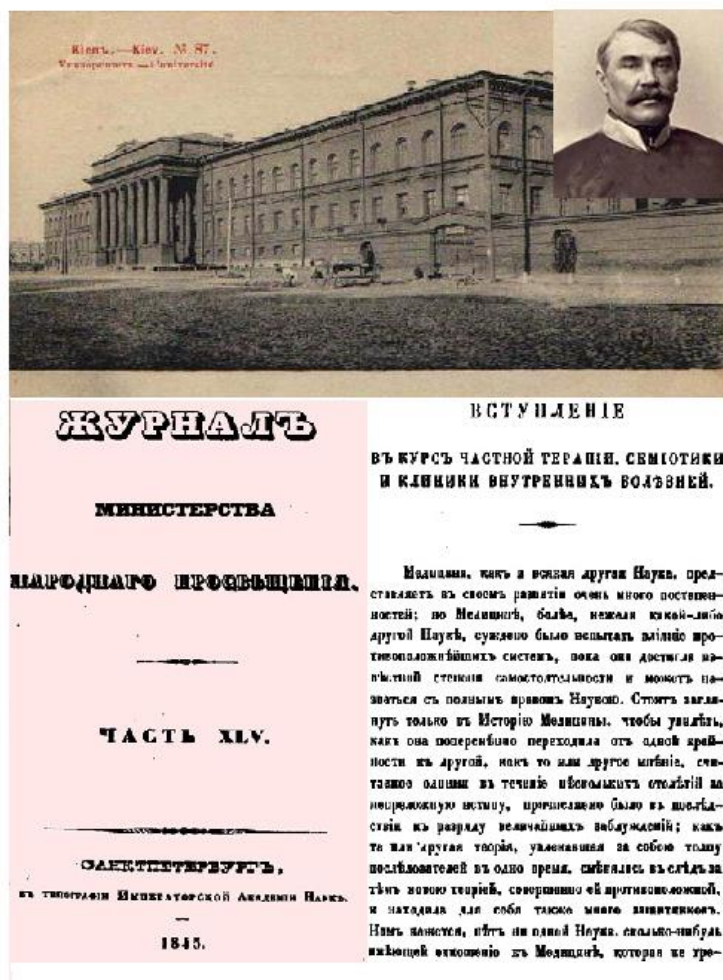 Кіевъ.—Kiev. № 87.
Университетъ—L'université
ЖУРНАЛЪ
МИНИСТЕРСТВА
НАРОДНАГО ПРОСВѢЩЕНІЯ.
ЧАСТЬ XLV.
САНКТПЕТЕРБУРГЪ,
въ типографіи Императорской Академіи Наукъ.
1845.
ВСТУПЛЕНІЕ
ВЪ КУРСЪ ЧАСТНОЙ ТЕРАПІИ, СЕМІОТИКИ
И КЛИНИКИ ВНУТРЕННИХЪ БОЛѢЗНЕЙ.
Медицина, какъ и всякая другая Наука, пред-
ставляетъ въ своемъ развитіи очень много постепен-
ностей; но Медицинѣ, болѣе, нежели какой-либо
другой Наукѣ, суждено было испытать вліяніе про-
тивоположнѣйшихъ системъ, пока она достигла из-
вѣстной степени самостоятельности и можетъ на-
зваться съ полнымъ правомъ Наукою. Стоитъ загля-
нуть только въ Исторію Медицины, чтобы увидѣть,
какъ она поперемѣнно переходила отъ одной край-
ности къ другой, какъ то или другое мнѣніе, счи-
таемое одними въ теченіе нѣсколькихъ столѣтій за
непреложную истину, причисляемо было въ послѣд-
ствіи къ разряду величайшихъ заблужденій; какъ
та или другая теорія, увлекавшая за собою толпу
послѣдователей въ одно время, смѣнялась въ слѣдъ за
тѣмъ новою теоріей, совершенно ей противоположной,
и находила для себя также много защитниковъ.
Намъ кажется, нѣтъ ни одной Науки, сколько-нибудь
имѣющей отношеніе къ Медицинѣ, которая не тре-